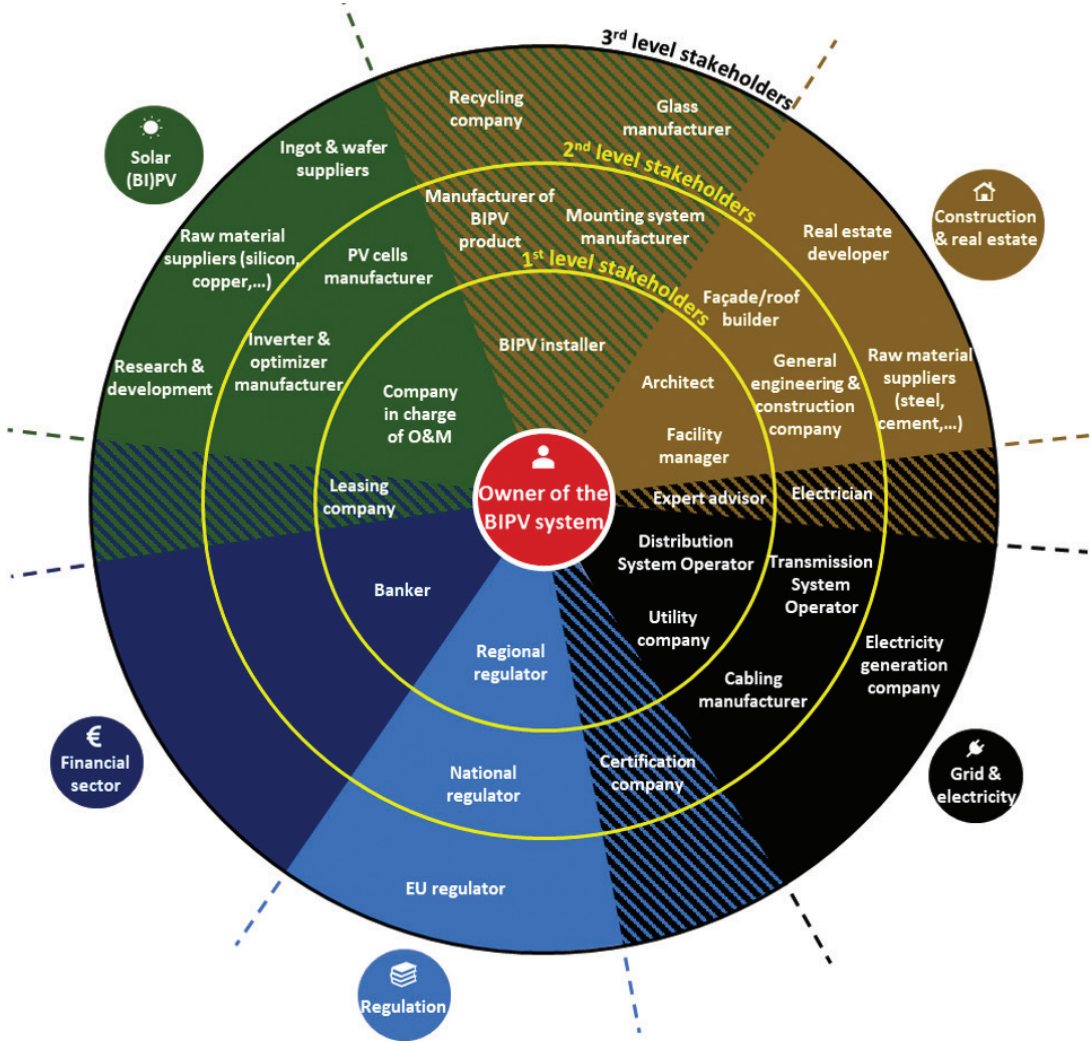 3rd level stakeholders
Recycling
company
Glass
manufacturer
Solar
(BI)PV
Ingot & wafer
suppliers
2nd level stakeholders
Construction
& real estate
Manufacturer of
BIPV
product
Mounting system
manufacturer
Real estate
developer
Raw material
suppliers (silicon,
copper,...)
PV cells
manufacturer
1st level stakeholders
Façade/roof
builder
Research &
development
Inverter &
optimizer
manufacturer
BIPV installer
General
engineering &
construction
company
Raw material
suppliers
(steel,
cement,...)
Company
in charge
of O&M
Architect
Facility
manager
Leasing
company
Owner of the
BIPV system
Expert advisor
Electrician
Banker
Distribution
System Operator
Transmission
System
Operator
Utility
company
Regional
regulator
Electricity
generation
company
Cabling
manufacturer
€
Financial
sector
National
regulator
Certification
company
Grid &
electricity
EU regulator
Regulation